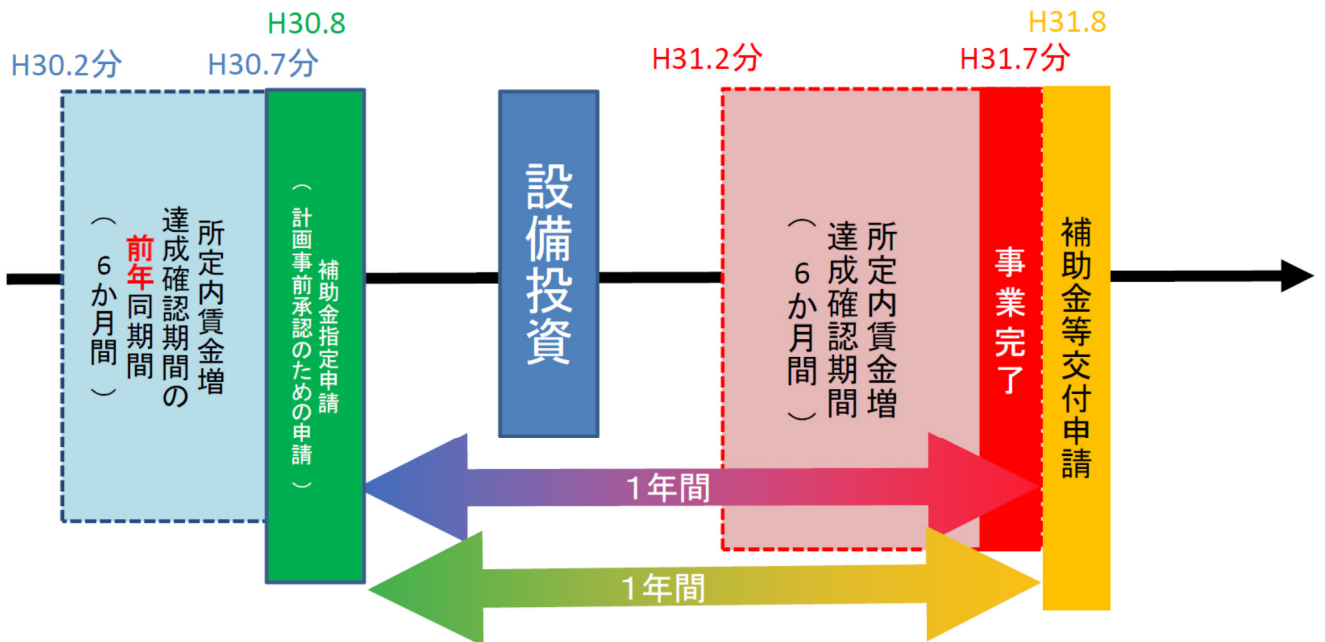 H30.8
H31.8
H30.2分
H30.7分
H31.2分
H31.7分
所定内賃金増
達成確認期間の
前年同期間
(6か月間)
補助金指定申請
(計画事前承認のための申請)
設備投資
所定内賃金増
達成確認期間
(6か月間)
事業完了
補助金等交付申請
1年間
1年間